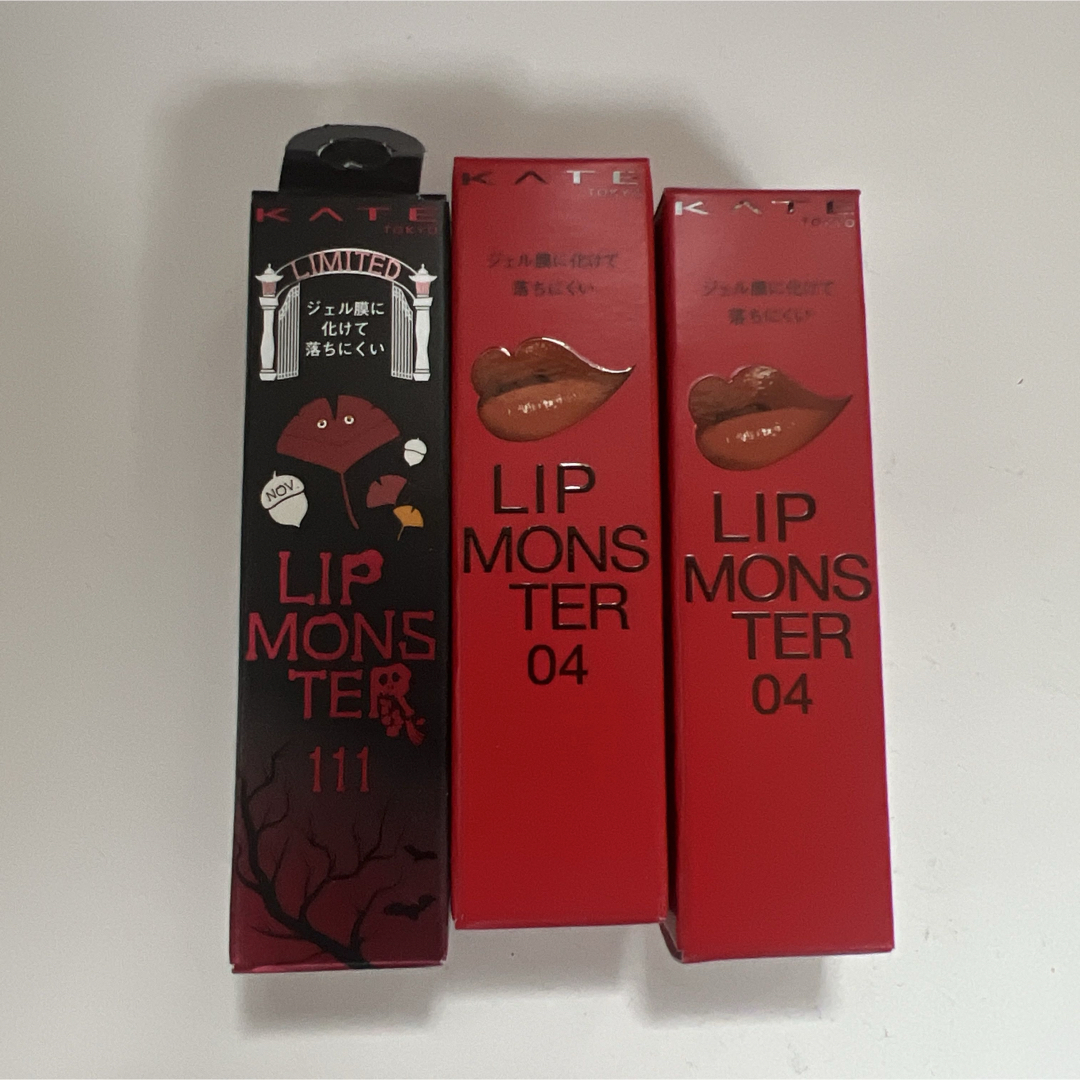 KATE
TOKYO
LIMITED
ジェル膜に
化けて
落ちにくい
NOV.
LIP
MONS
TER
111
KATE
TOKYO
ジェル膜に化けて
落ちにくい
LIP
MONS
TER
04
KATE
TOKYO
ジェル膜に化けて
落ちにくい
LIP
MONS
TER
04